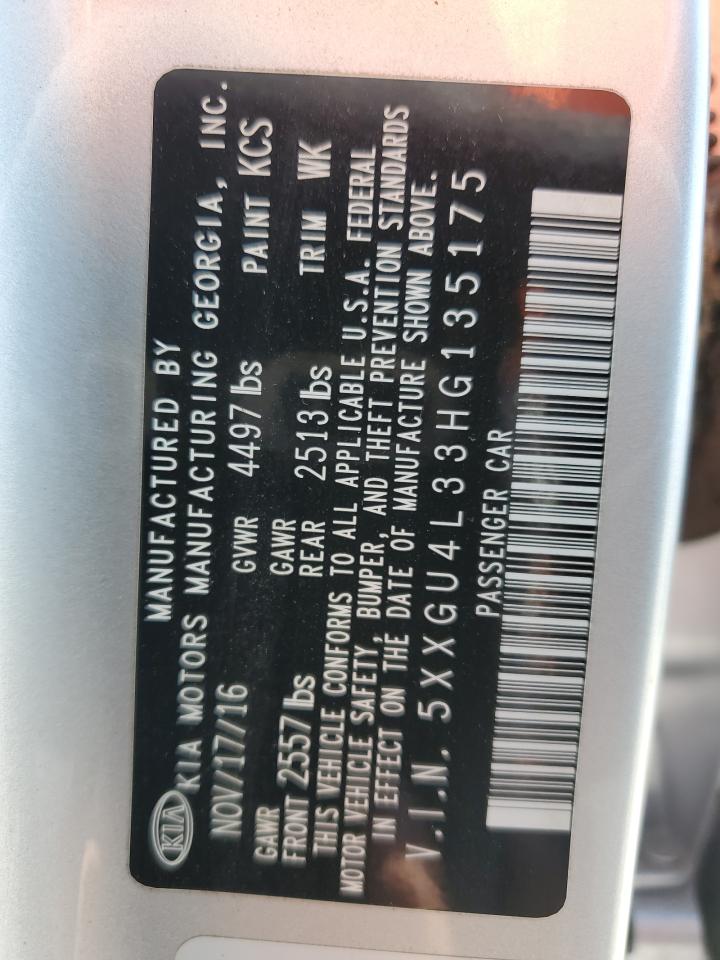 MANUFACTURED BY
KIA KIA MOTORS MANUFACTURING GEORGIA, INC.
NOV/17/16 GVWR 4497 lbs PAINT KCS
GAWR GAWR
FRONT 2557 lbs REAR 2513 lbs TRIM WK
THIS VEHICLE CONFORMS TO ALL APPLICABLE U.S.A. FEDERAL
MOTOR VEHICLE SAFETY, BUMPER, AND THEFT PREVENTION STANDARDS
IN EFFECT ON THE DATE OF MANUFACTURE SHOWN ABOVE.
V.I.N. 5XXGU4L33HG135175
PASSENGER CAR